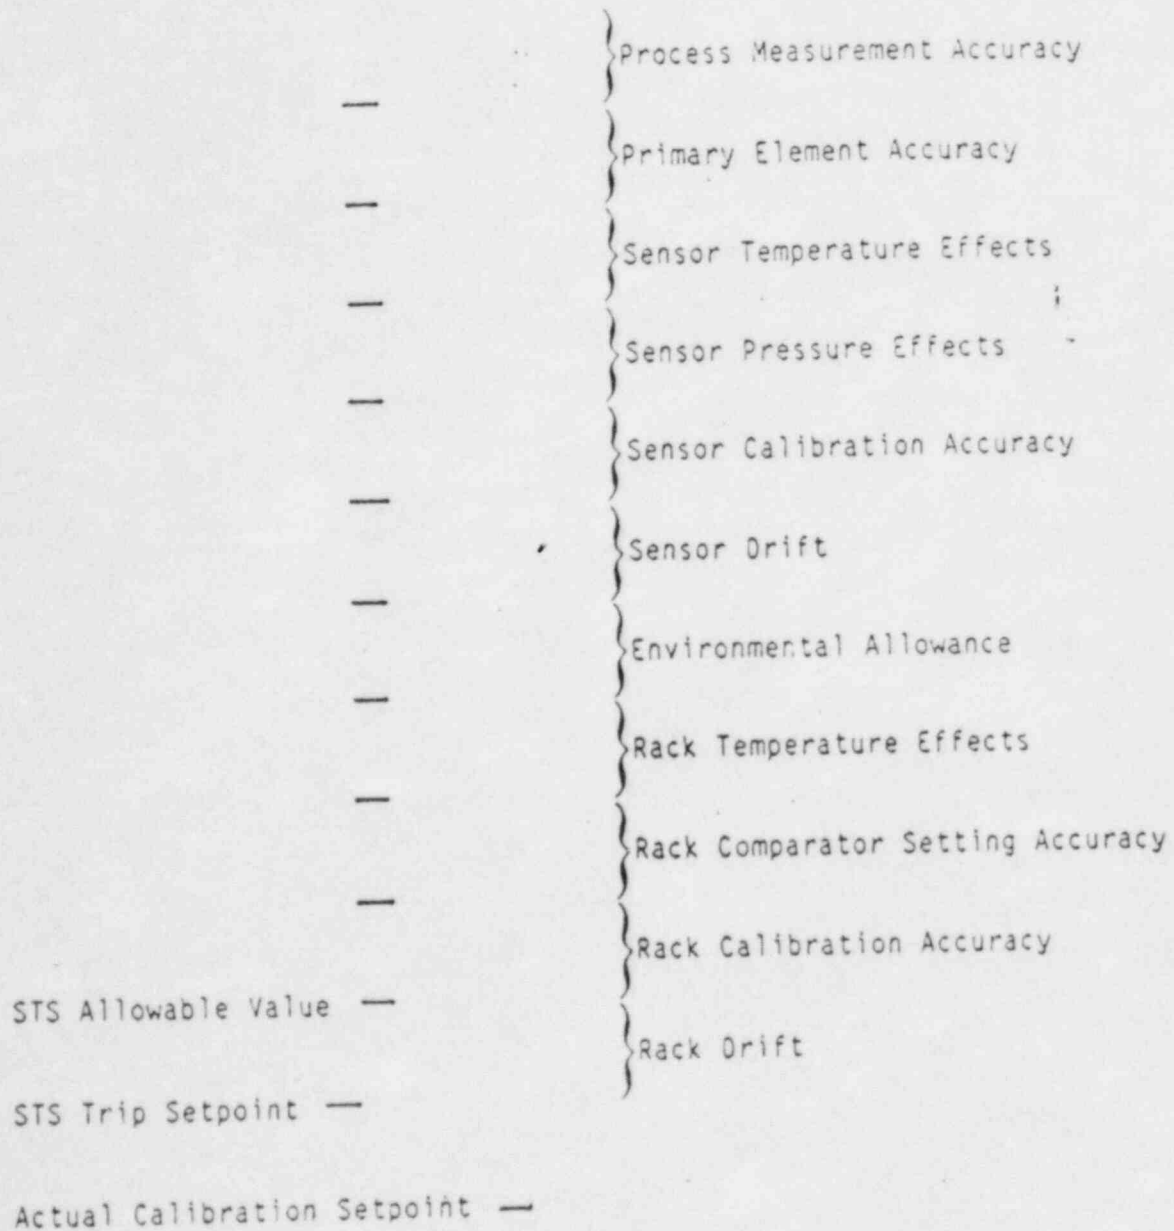 Process Measurement Accuracy
Primary Element Accuracy
Sensor Temperature Effects
Sensor Pressure Effects
Sensor Calibration Accuracy
Sensor Drift
Environmental Allowance
Rack Temperature Effects
Rack Comparator Setting Accuracy
Rack Calibration Accuracy
STS Allowable Value
Rack Drift
STS Trip Setpoint
Actual Calibration Setpoint